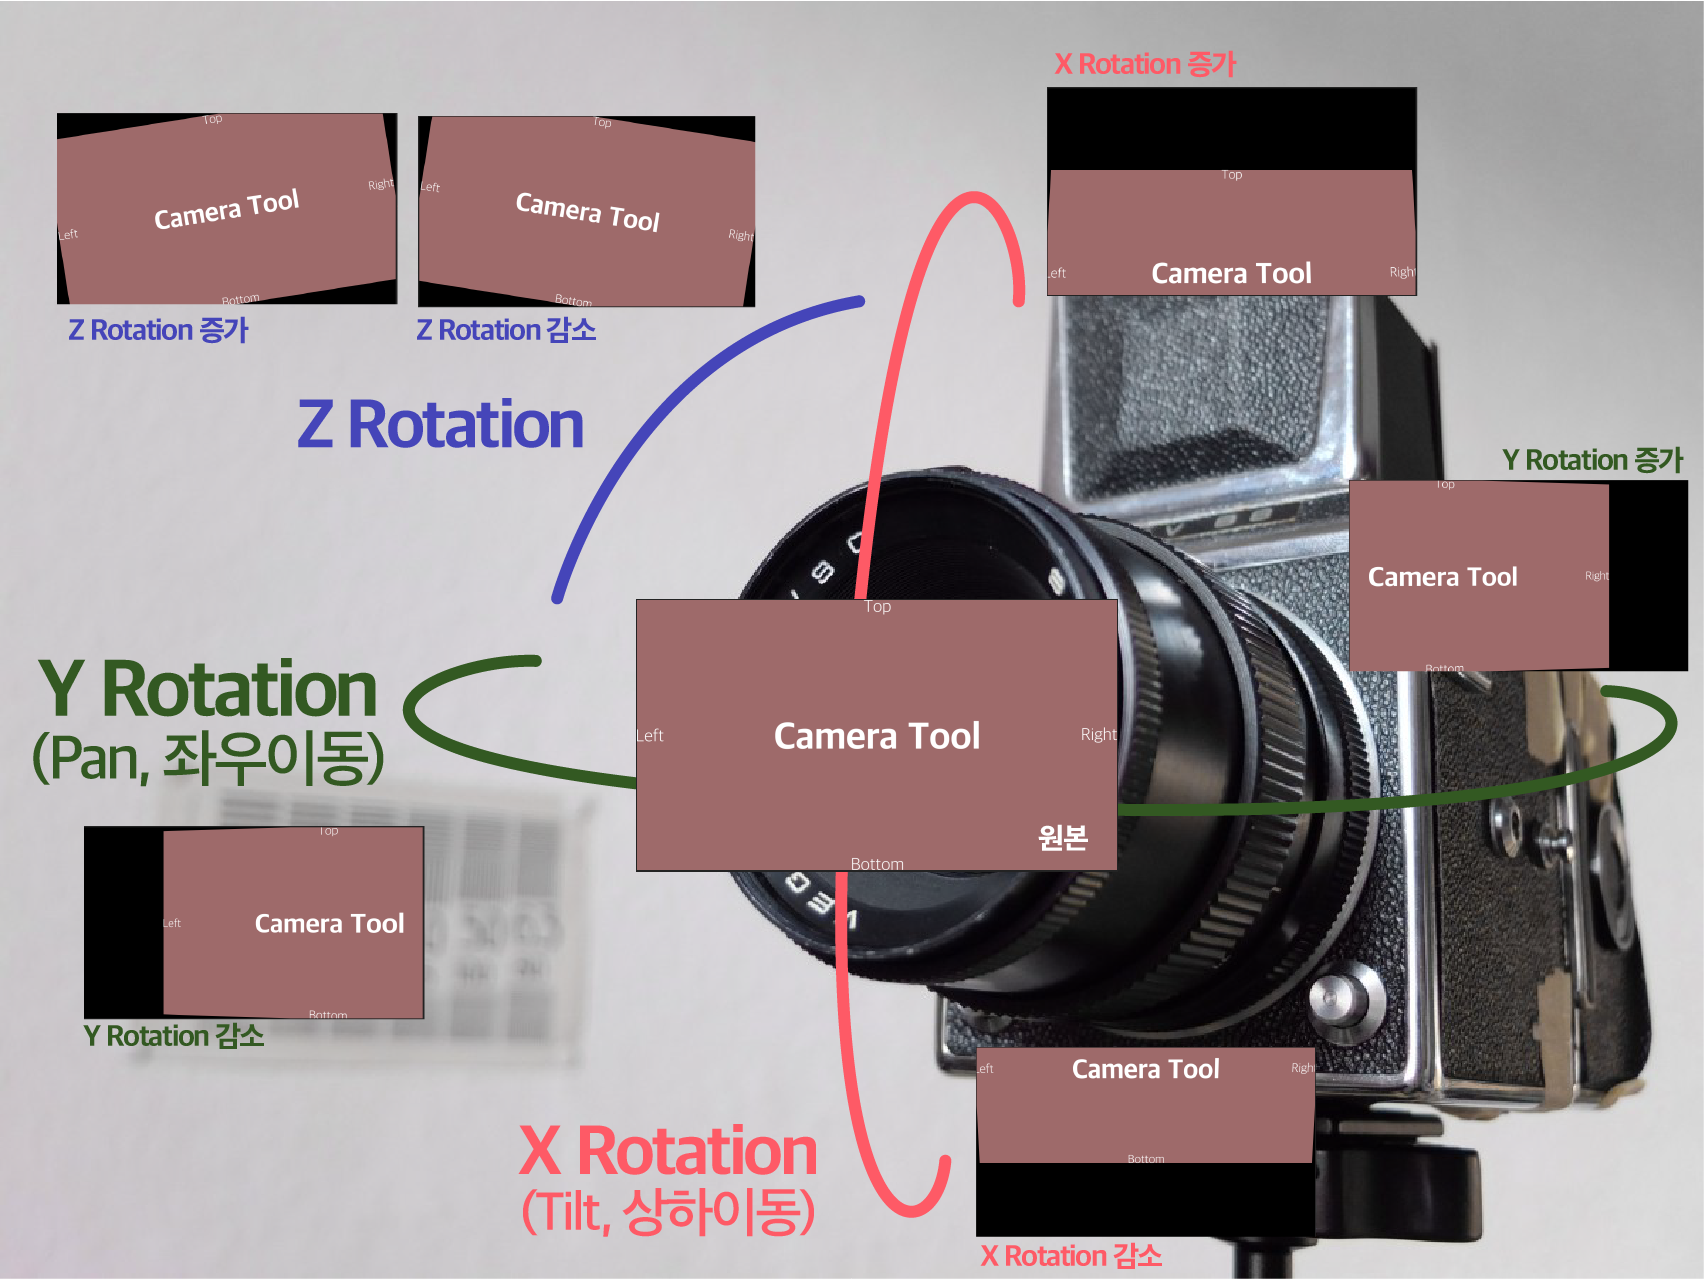 X Rotation 증가
Top
Left
Right
Camera Tool
Bottom
Z Rotation 증가
Top
Left
Right
Camera Tool
Bottom
Z Rotation 감소
Top
Camera Tool
Right
Z Rotation
Y Rotation 증가
Top
Camera Tool
Right
Bottom
Top
Left
Camera Tool
Right
원본
Bottom
Y Rotation
(Pan, 좌우이동)
Top
Left
Camera Tool
Bottom
Y Rotation 감소
Camera Tool
Bottom
X Rotation
(Tilt, 상하이동)
X Rotation 감소